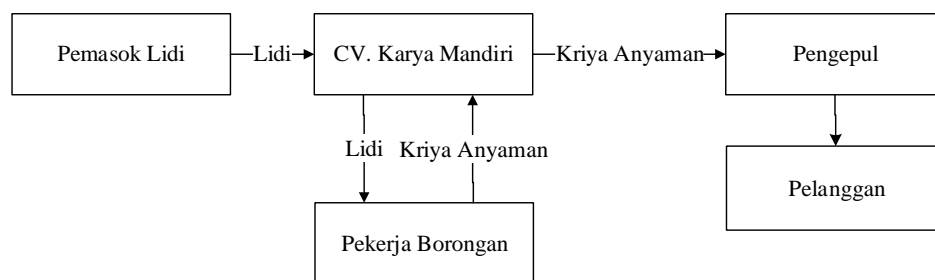 Pemasok Lidi
Lidi
CV. Karya Mandiri
Kriya Anyaman
Pengepul
Lidi
Kriya Anyaman
Pelanggan
Pekerja Borongan